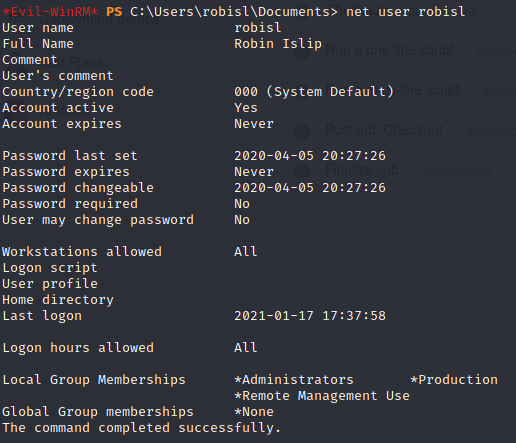 *Evil-WinRM* PS C:\Users\robisl\Documents> net user robisl
User name robisl
Full Name Robin Islip
Comment
User's comment
Country/region code 000 (System Default)
Account active Yes
Account expires Never
Password last set 2020-04-05 20:27:26
Password expires Never
Password changeable 2020-04-05 20:27:26
Password required No
User may change password No
Workstations allowed All
Logon script
User profile
Home directory
Last logon 2021-01-17 17:37:58
Logon hours allowed All
Local Group Memberships *Administrators *Production
*Remote Management Use
Global Group memberships *None
The command completed successfully.
Run a one-line script succeed
script succeed
Post-job: Checkout succeed
Finalize Job succeeded